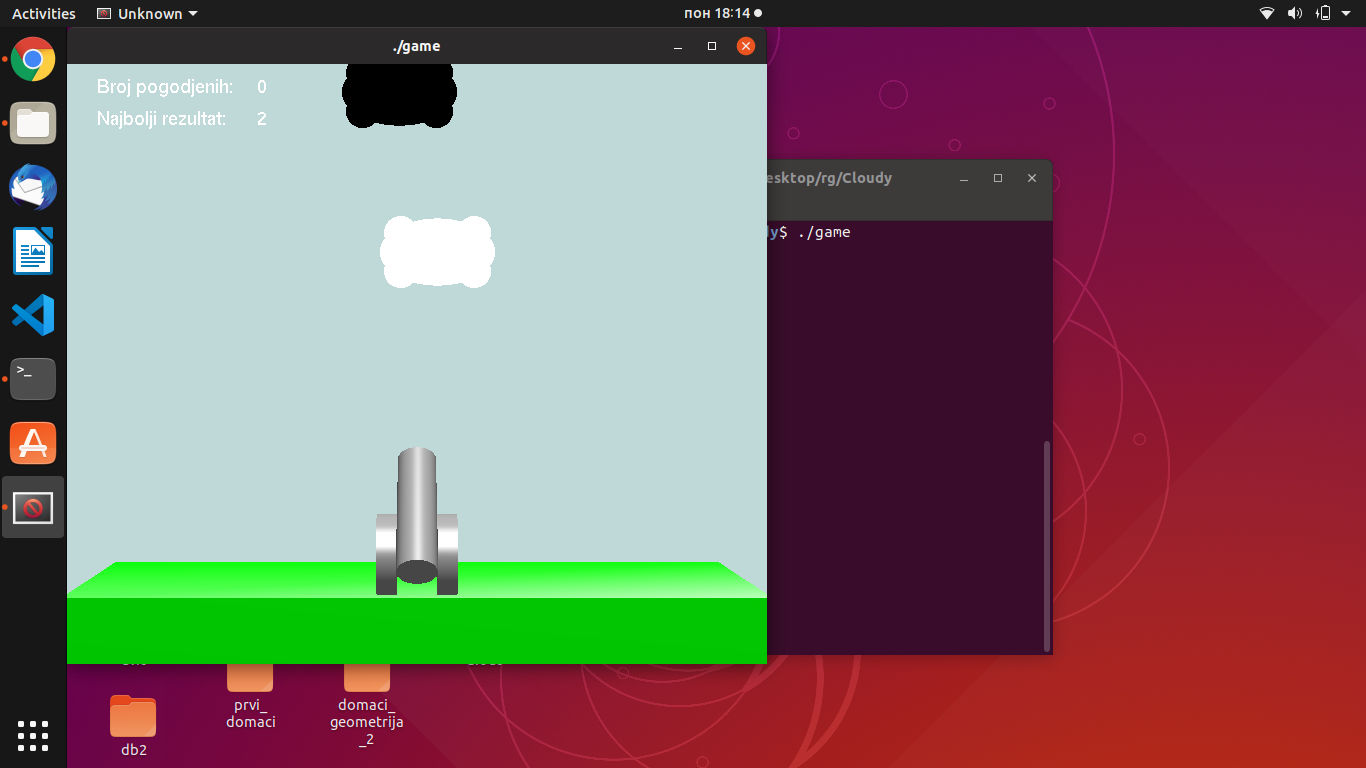 Activities
Unknown
пон 18:14
./game
Broj pogodjenih: 0
Najbolji rezultat: 2
esktop/rg/Cloudy
ly$ ./game
>_
prvi_
domaci
domaci_
geometrija
_2
db2